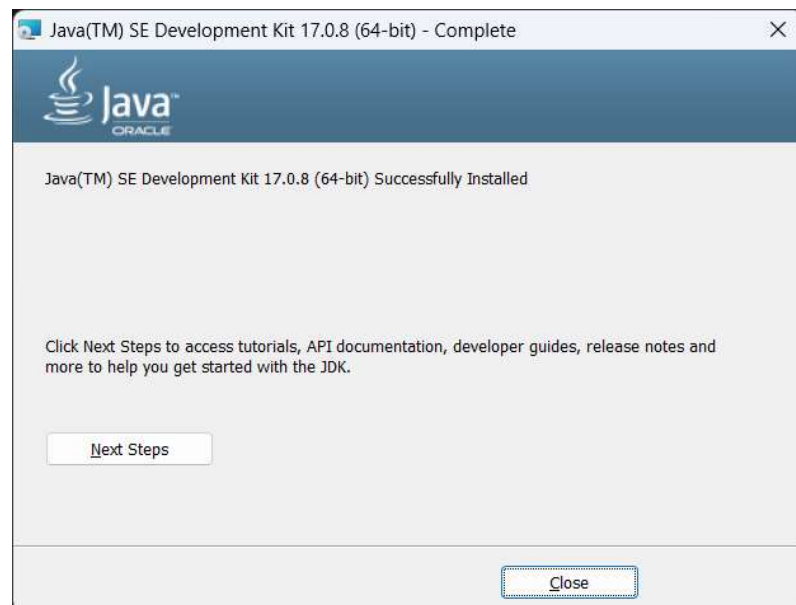 Java(TM) SE Development Kit 17.0.8 (64-bit) - Complete
Java™
ORACLE
Java(TM) SE Development Kit 17.0.8 (64-bit) Successfully Installed
Click Next Steps to access tutorials, API documentation, developer guides, release notes and
more to help you get started with the JDK.
Next Steps
Close